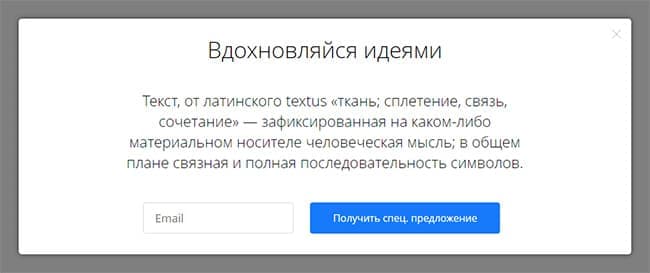 Вдохновляйся идеями
Текст, от латинского textus «ткань; сплетение, связь,
сочетание» — зафиксированная на каком-либо
материальном носителе человеческая мысль; в общем
плане связная и полная последовательность символов.
Email
Получить спец. предложение